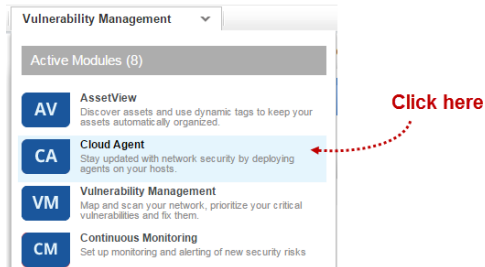 Vulnerability Management
Active Modules (8)
AV
AssetView
Discover assets and use dynamic tags to keep your
assets automatically organized.
Click here
CA
Cloud Agent
Stay updated with network security by deploying
agents on your hosts.
VM
Vulnerability Management
Map and scan your network, prioritize your critical
vulnerabilities and fix them.
CM
Continuous Monitoring
Set up monitoring and alerting of new security risks